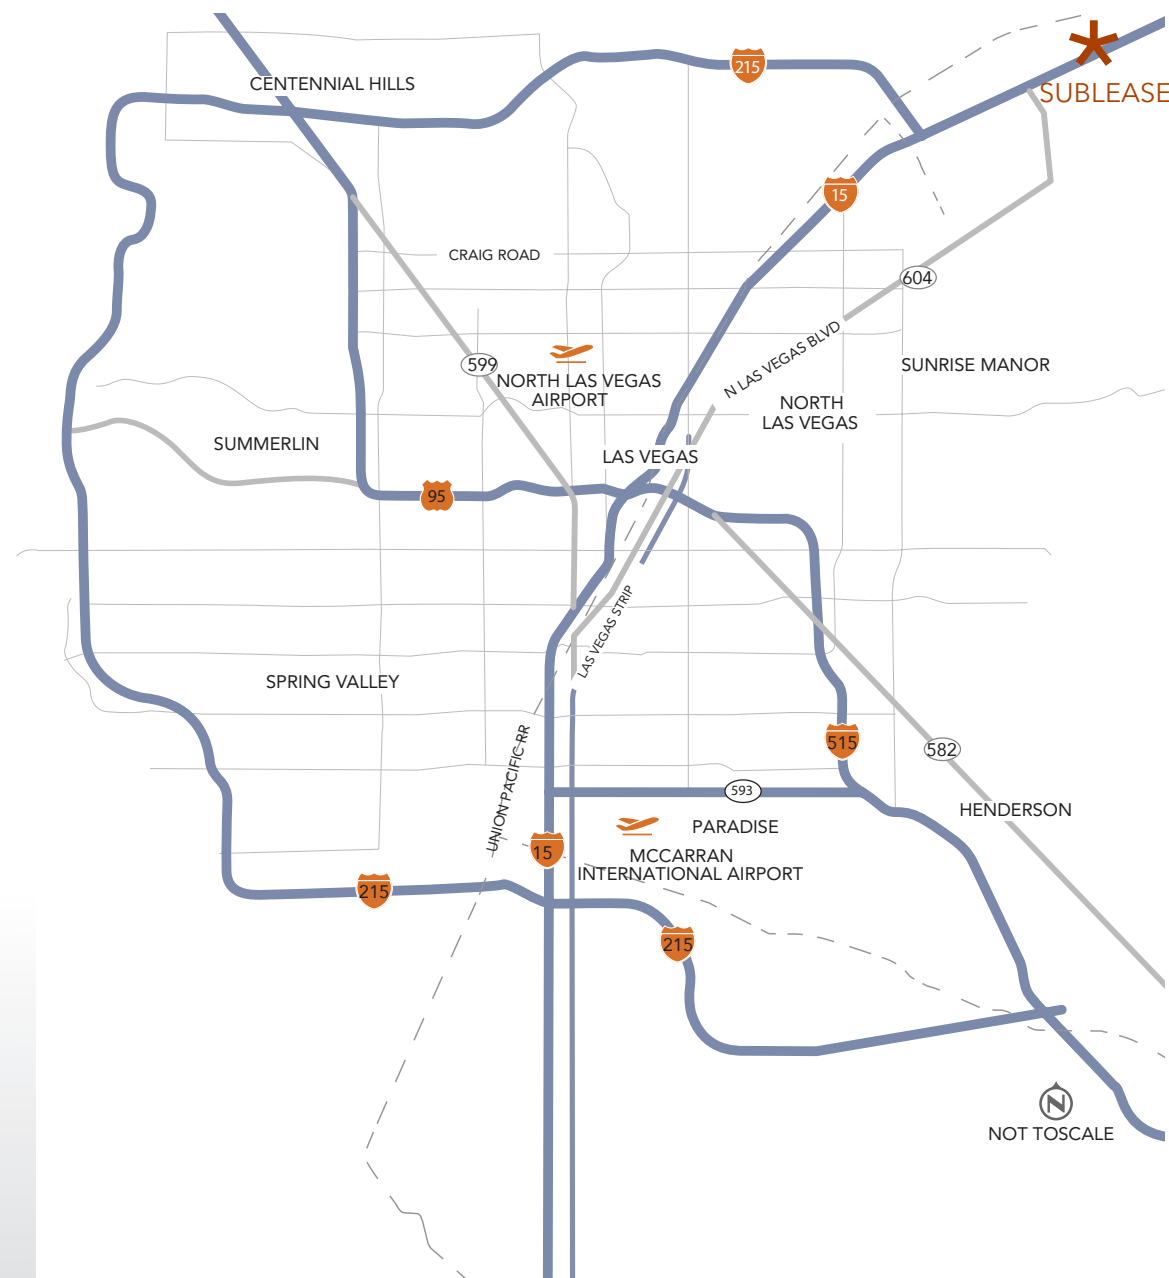 215
CENTENNIAL HILLS
SUBLEASE
15
CRAIG ROAD
604
N LAS VEGAS BLVD
599
SUNRISE MANOR
NORTH LAS VEGAS
AIRPORT
NORTH
LAS VEGAS
SUMMERLIN
LAS VEGAS
95
LAS VEGAS STRIP
SPRING VALLEY
UNION PACIFIC RR
515
582
593
HENDERSON
PARADISE
15
MCCARRAN
INTERNATIONAL AIRPORT
215
215
N
NOT TOSCALE